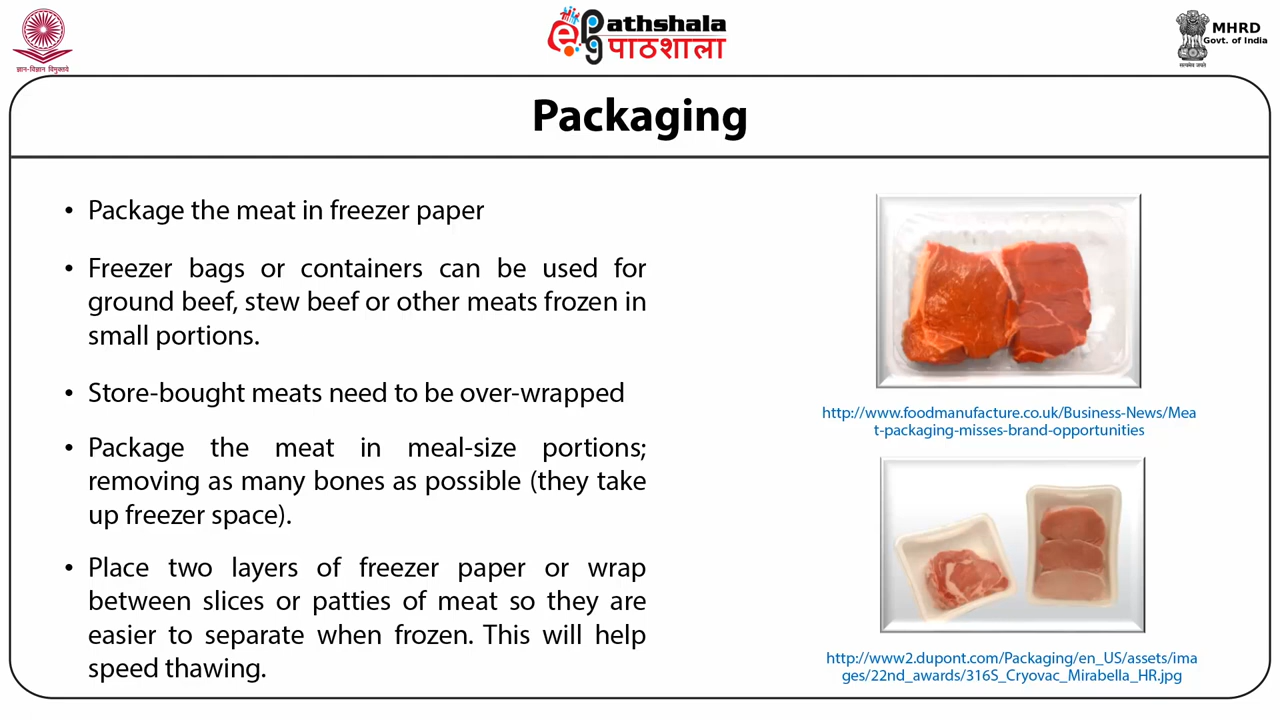 ज्ञान-विज्ञान विमुक्तये
ePathshala
पाठशाला
MHRD
Govt. of India
सत्यमेव जयते
Packaging
• Package the meat in freezer paper
• Freezer bags or containers can be used for
ground beef, stew beef or other meats frozen in
small portions.
• Store-bought meats need to be over-wrapped
• Package the meat in meal-size portions;
removing as many bones as possible (they take
up freezer space).
• Place two layers of freezer paper or wrap
between slices or patties of meat so they are
easier to separate when frozen. This will help
speed thawing.
http://www.foodmanufacture.co.uk/Business-News/Mea
t-packaging-misses-brand-opportunities
http://www2.dupont.com/Packaging/en_US/assets/ima
ges/22nd_awards/316S_Cryovac_Mirabella_HR.jpg